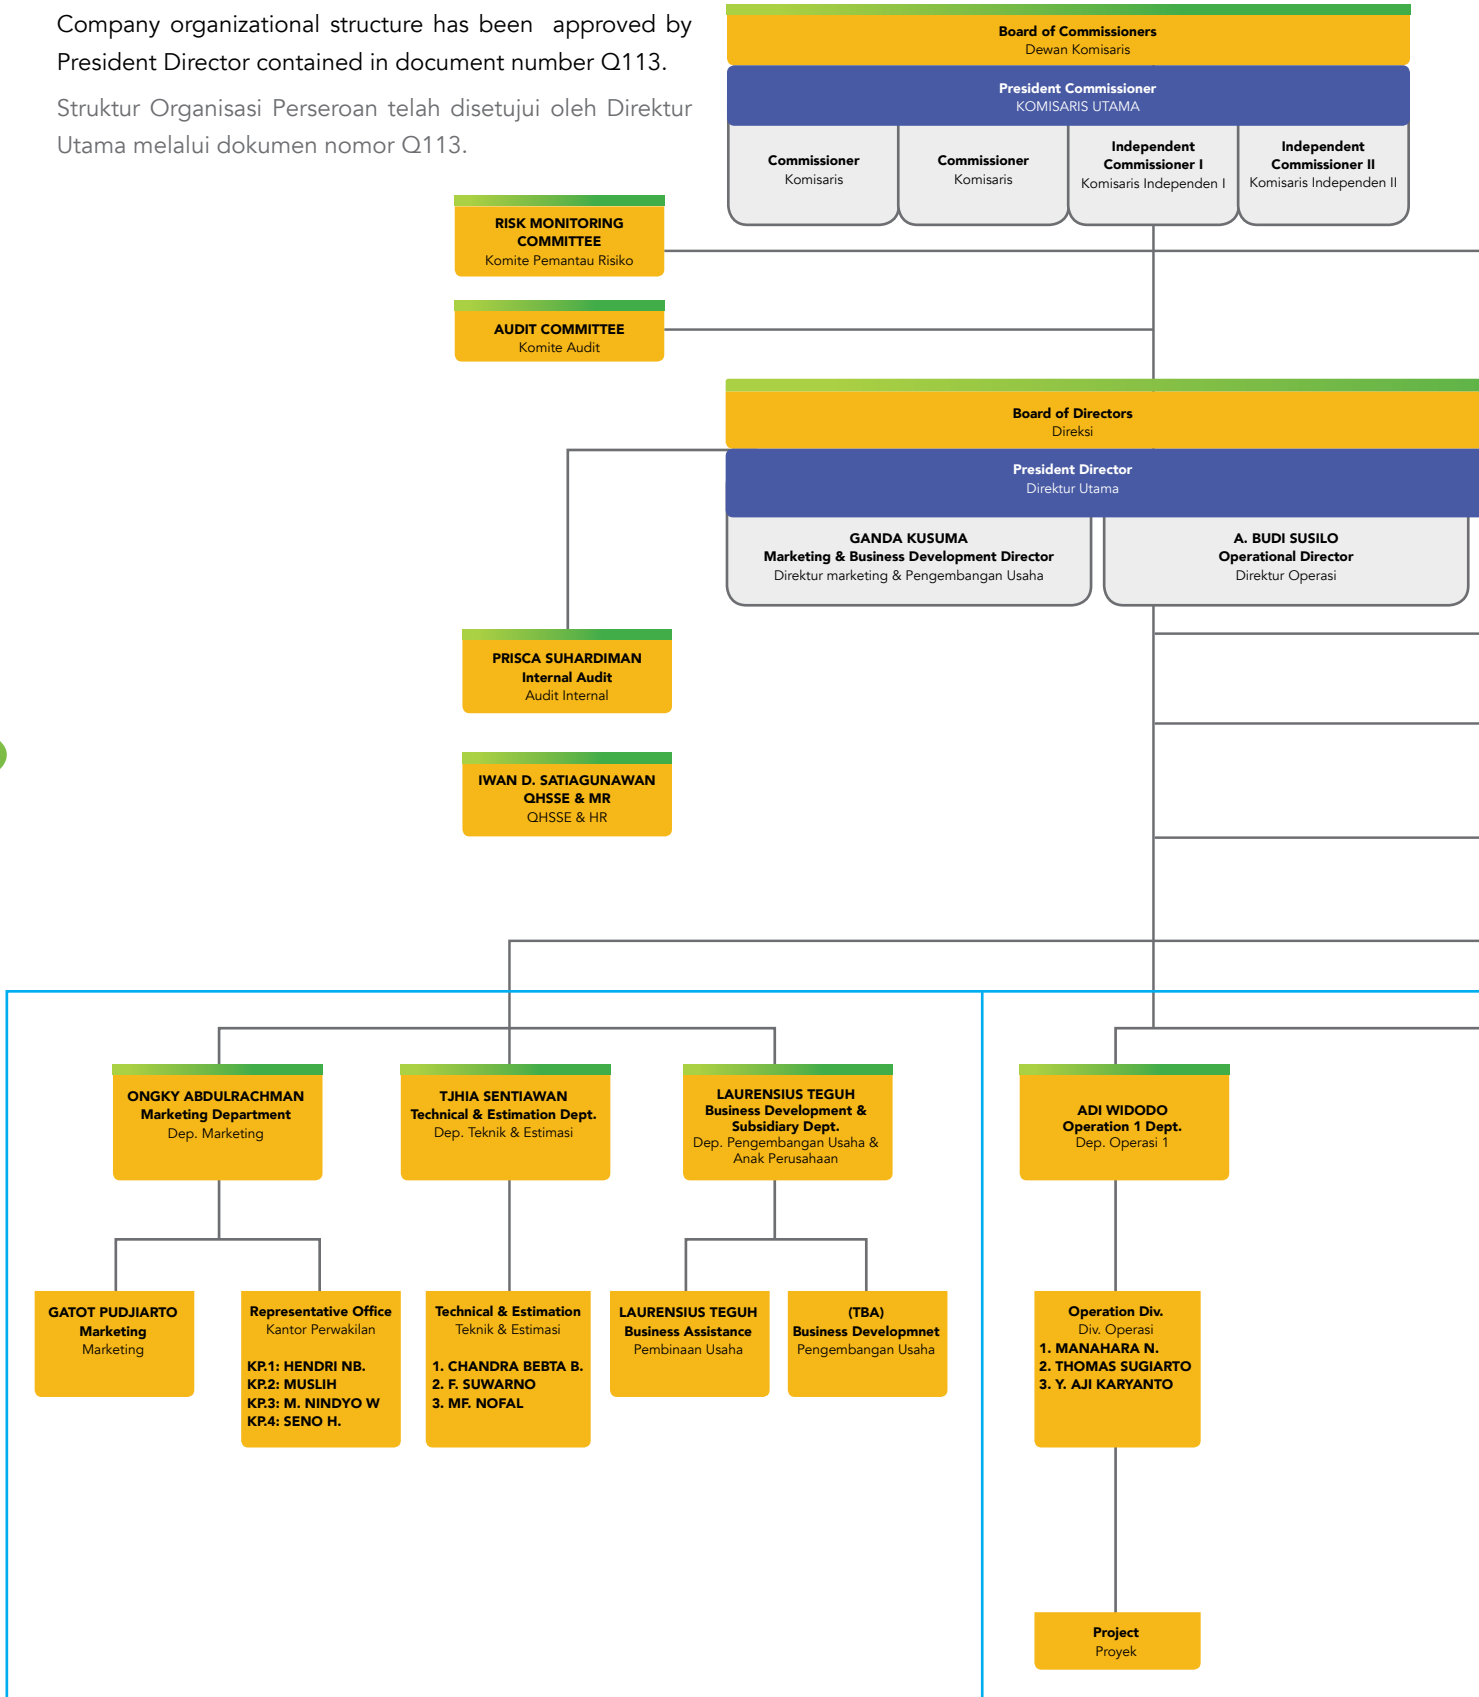 Company organizational structure has been approved by
President Director contained in document number Q113.
Struktur Organisasi Perseroan telah disetujui oleh Direktur
Utama melalui dokumen nomor Q113.
Board of Commissioners
Dewan Komisaris
President Commissioner
KOMISARIS UTAMA
Commissioner
Komisaris
Commissioner
Komisaris
Independent
Commissioner I
Komisaris Independen I
Independent
Commissioner II
Komisaris Independen II
RISK MONITORING
COMMITTEE
Komite Pemantau Risiko
AUDIT COMMITTEE
Komite Audit
Board of Directors
Direksi
President Director
Direktur Utama
GANDA KUSUMA
Marketing & Business Development Director
Direktur marketing & Pengembangan Usaha
A. BUDI SUSILO
Operational Director
Direktur Operasi
PRISCA SUHARDIMAN
Internal Audit
Audit Internal
IWAN D. SATIAGUNAWAN
QHSSE & MR
QHSSE & HR
ONGKY ABDULRACHMAN
Marketing Department
Dep. Marketing
TJHIA SENTIAWAN
Technical & Estimation Dept.
Dep. Teknik & Estimasi
LAURENSIUS TEGUH
Business Development &
Subsidiary Dept.
Dep. Pengembangan Usaha &
Anak Perusahaan
ADI WIDODO
Operation 1 Dept.
Dep. Operasi 1
GATOT PUDJIARTO
Marketing
Marketing
Representative Office
Kantor Perwakilan
KP.1: HENDRI NB.
KP.2: MUSLIH
KP.3: M. NINDYO W
KP.4: SENO H.
Technical & Estimation
Teknik & Estimasi
1. CHANDRA BEBTA B.
2. F. SUWARNO
3. MF. NOFAL
LAURENSIUS TEGUH
Business Assistance
Pembinaan Usaha
(TBA)
Business Developmnet
Pengembangan Usaha
Operation Div.
Div. Operasi
1. MANAHARA N.
2. THOMAS SUGIARTO
3. Y. AJI KARYANTO
Project
Proyek